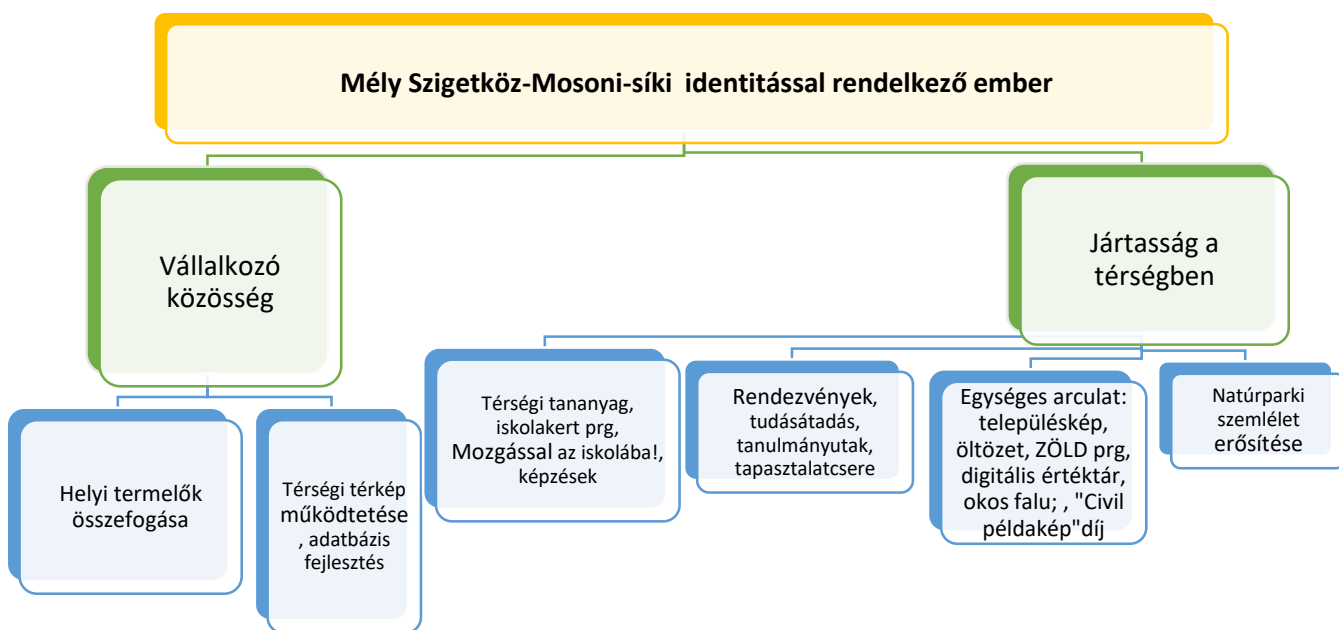 Mély Szigetköz-Mosoni-síki identitással rendelkező ember
Vállalkozó
közösség
Jártasság a
térségben
Helyi termelők
összefogása
Térségi térkép
működtetése
, adatbázis
fejlesztés
Térségi tananyag,
iskolakert prg,
Mozgással az iskolába!,
képzések
Rendezvények,
tudásátadás,
tanulmányutak,
tapasztalatcsere
Egységes arculat:
településkép,
öltözet, ZÖLD prg,
digitális értéktár,
okos falu; , "Civil
példakép"díj
Natúrparki
szemlélet
erősítése